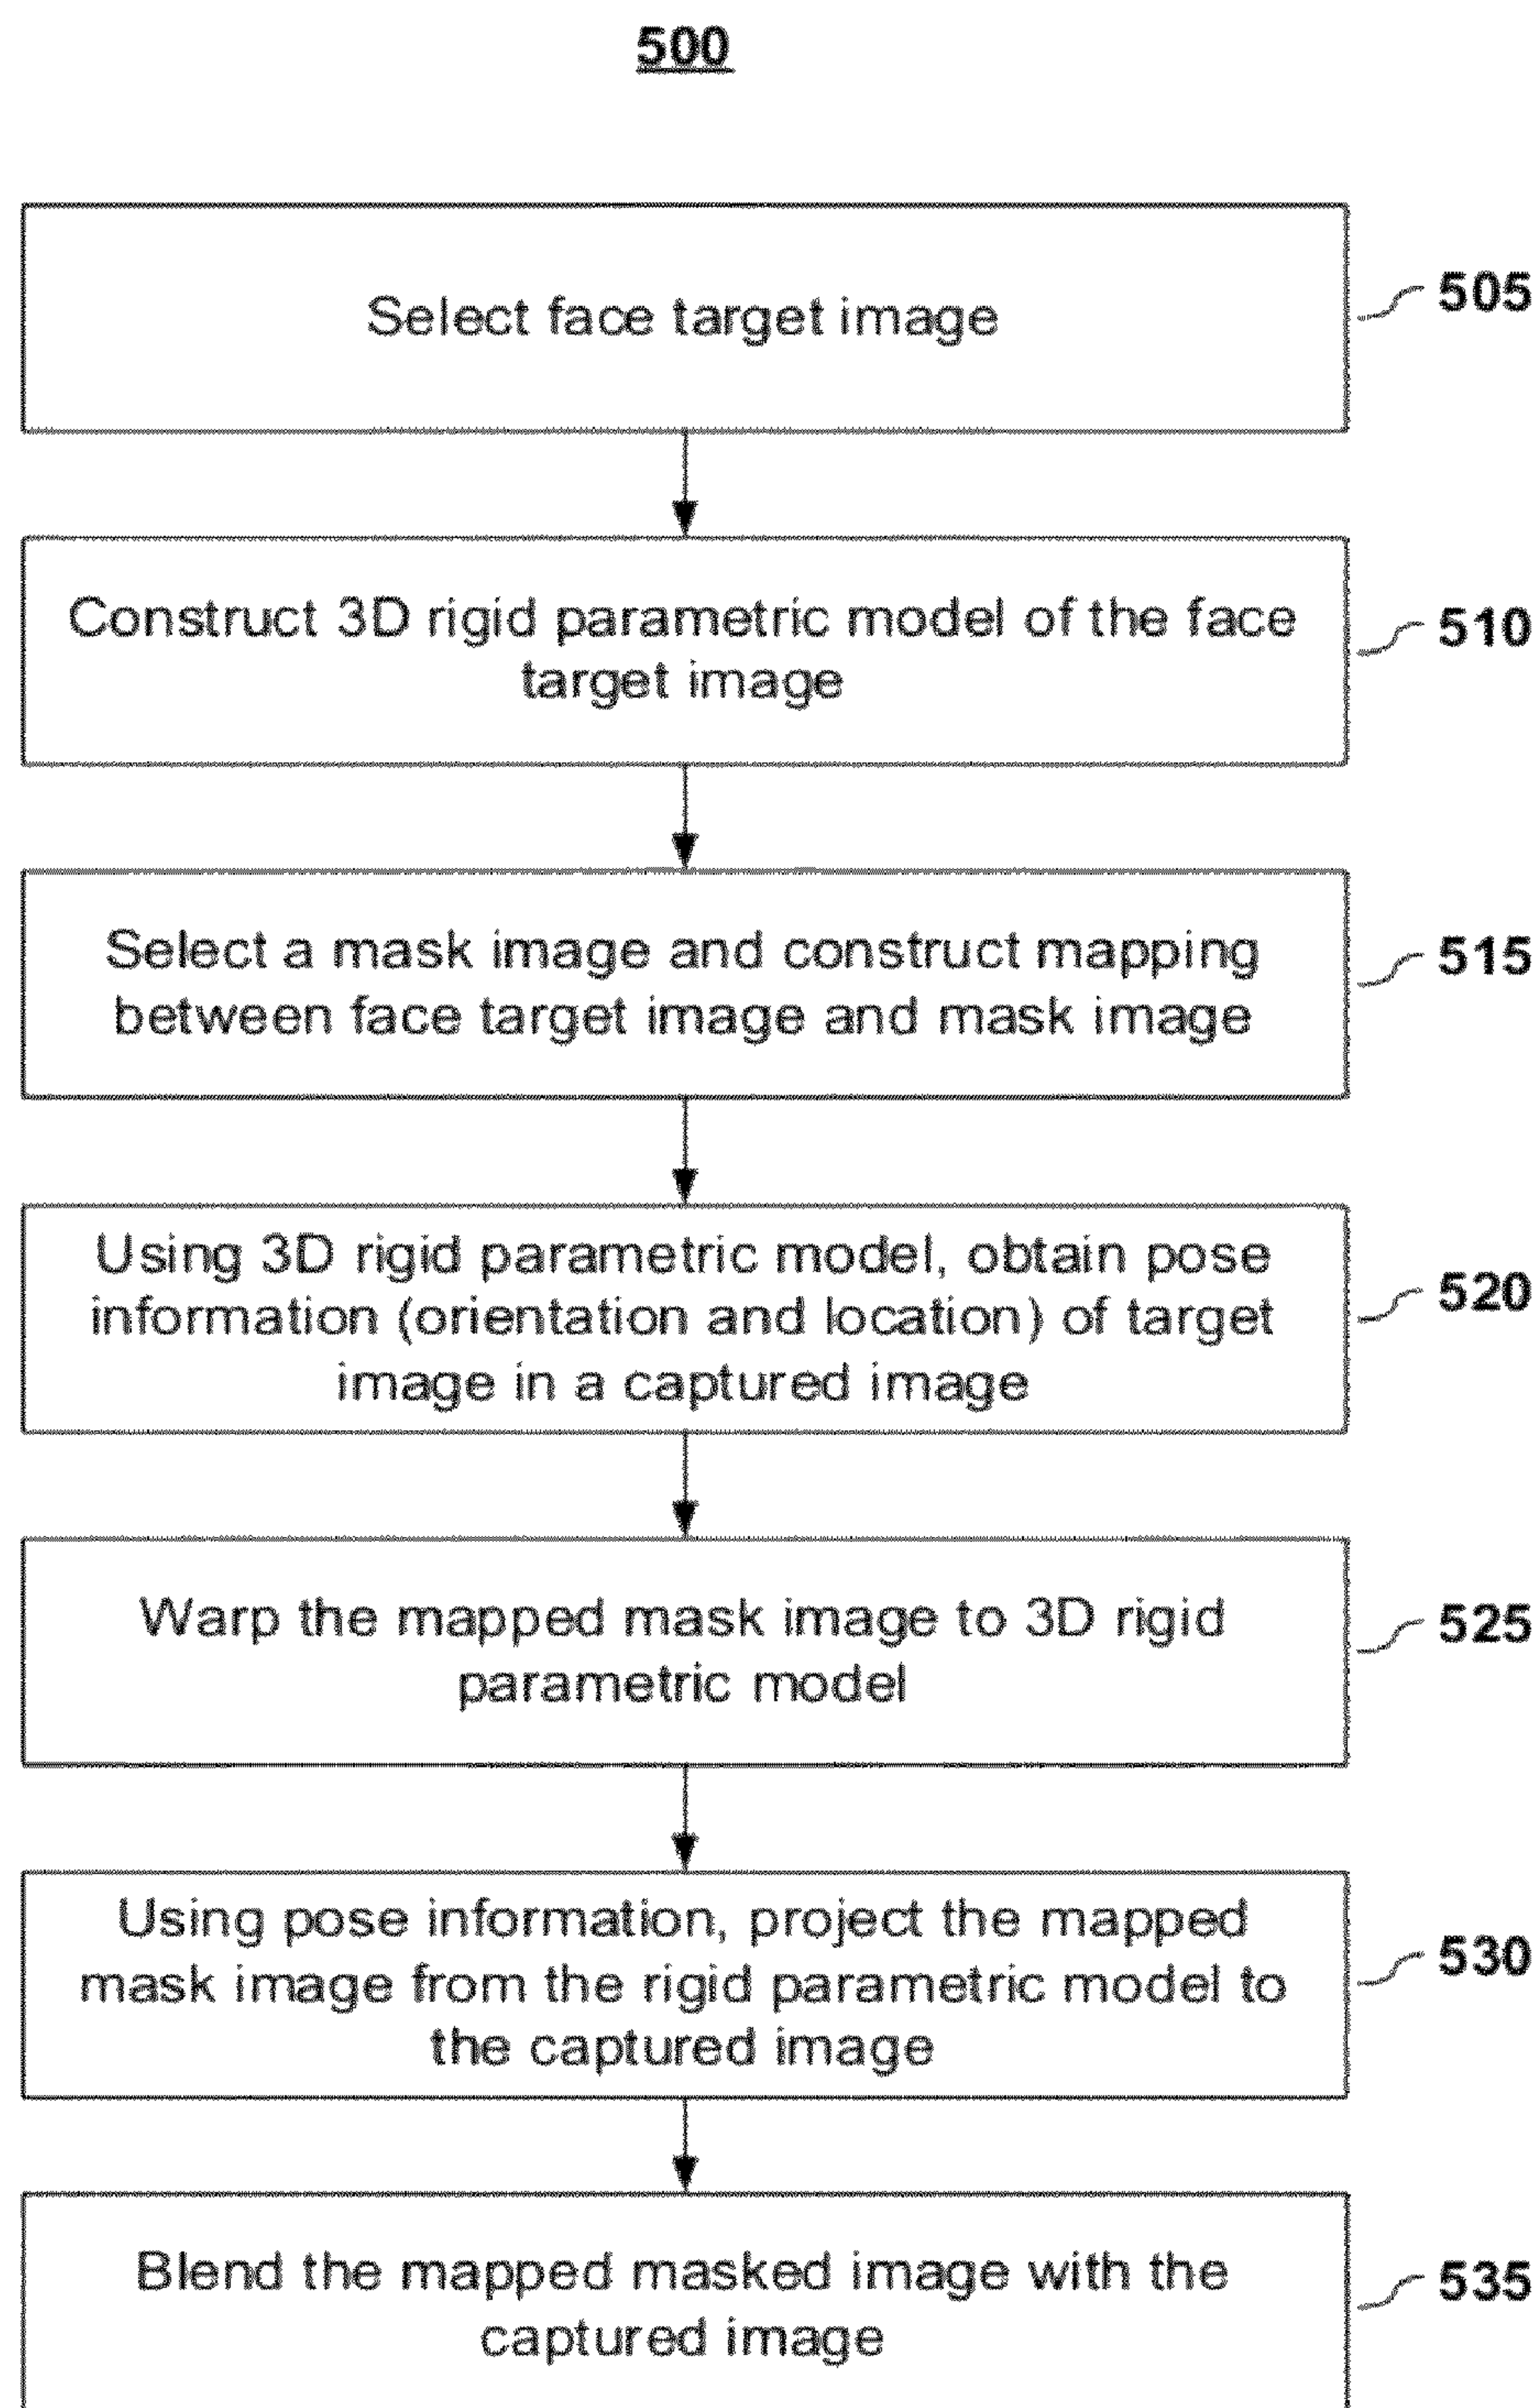 500
Select face target image
505
Construct 3D rigid parametric model of the face
target image
510
Select a mask image and construct mapping
between face target image and mask image
515
Using 3D rigid parametric model, obtain pose
information (orientation and location) of target
image in a captured image
520
Warp the mapped mask image to 3D rigid
parametric model
525
Using pose information, project the mapped
mask image from the rigid parametric model to
the captured image
530
Blend the mapped masked image with the
captured image
535